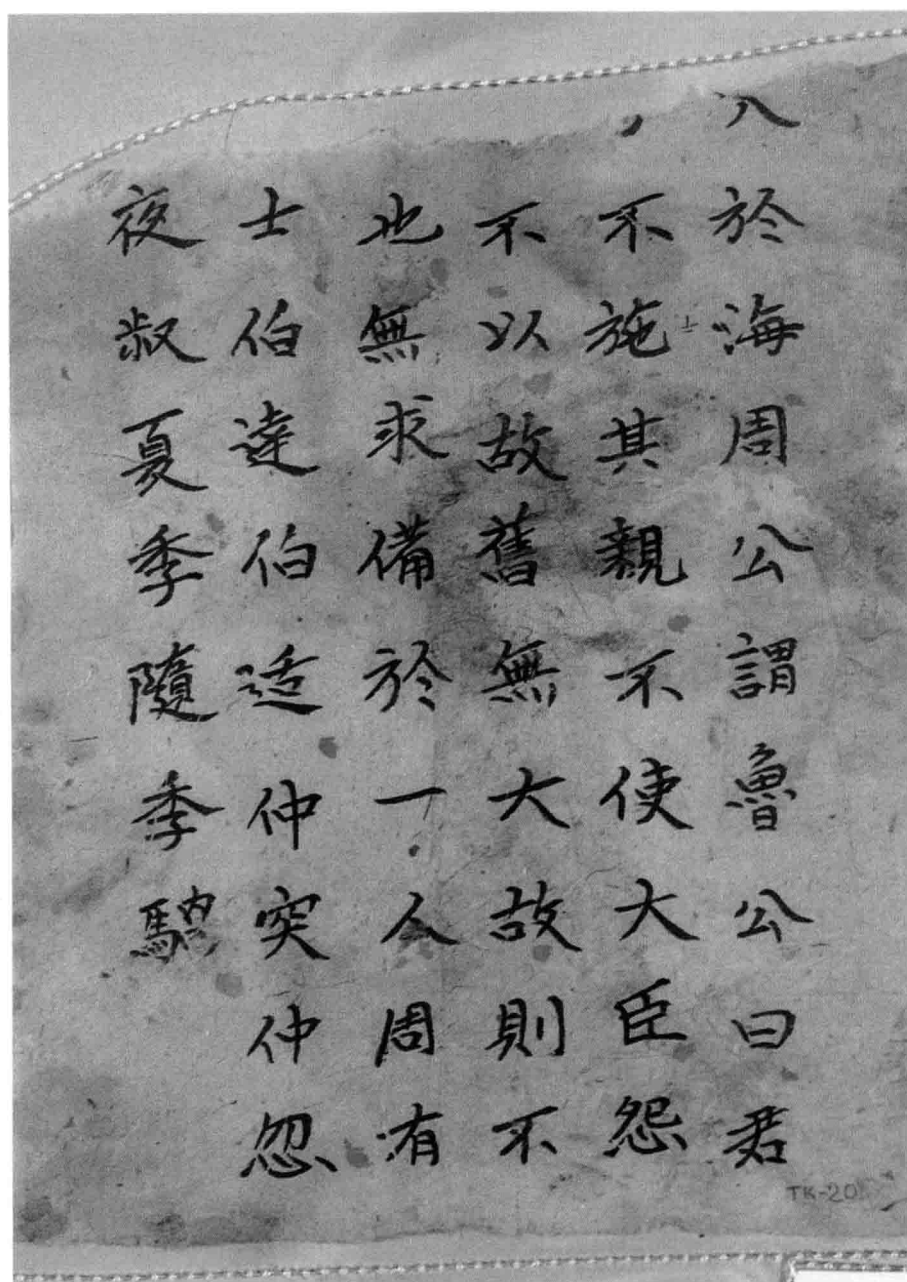 入於海周公謂魯公曰君
不施其親不使大臣怨
不以故舊無大故則不
也無求備於一人周有
士伯達伯适仲突仲忽
夜叔夏季隨季騧
TK-20